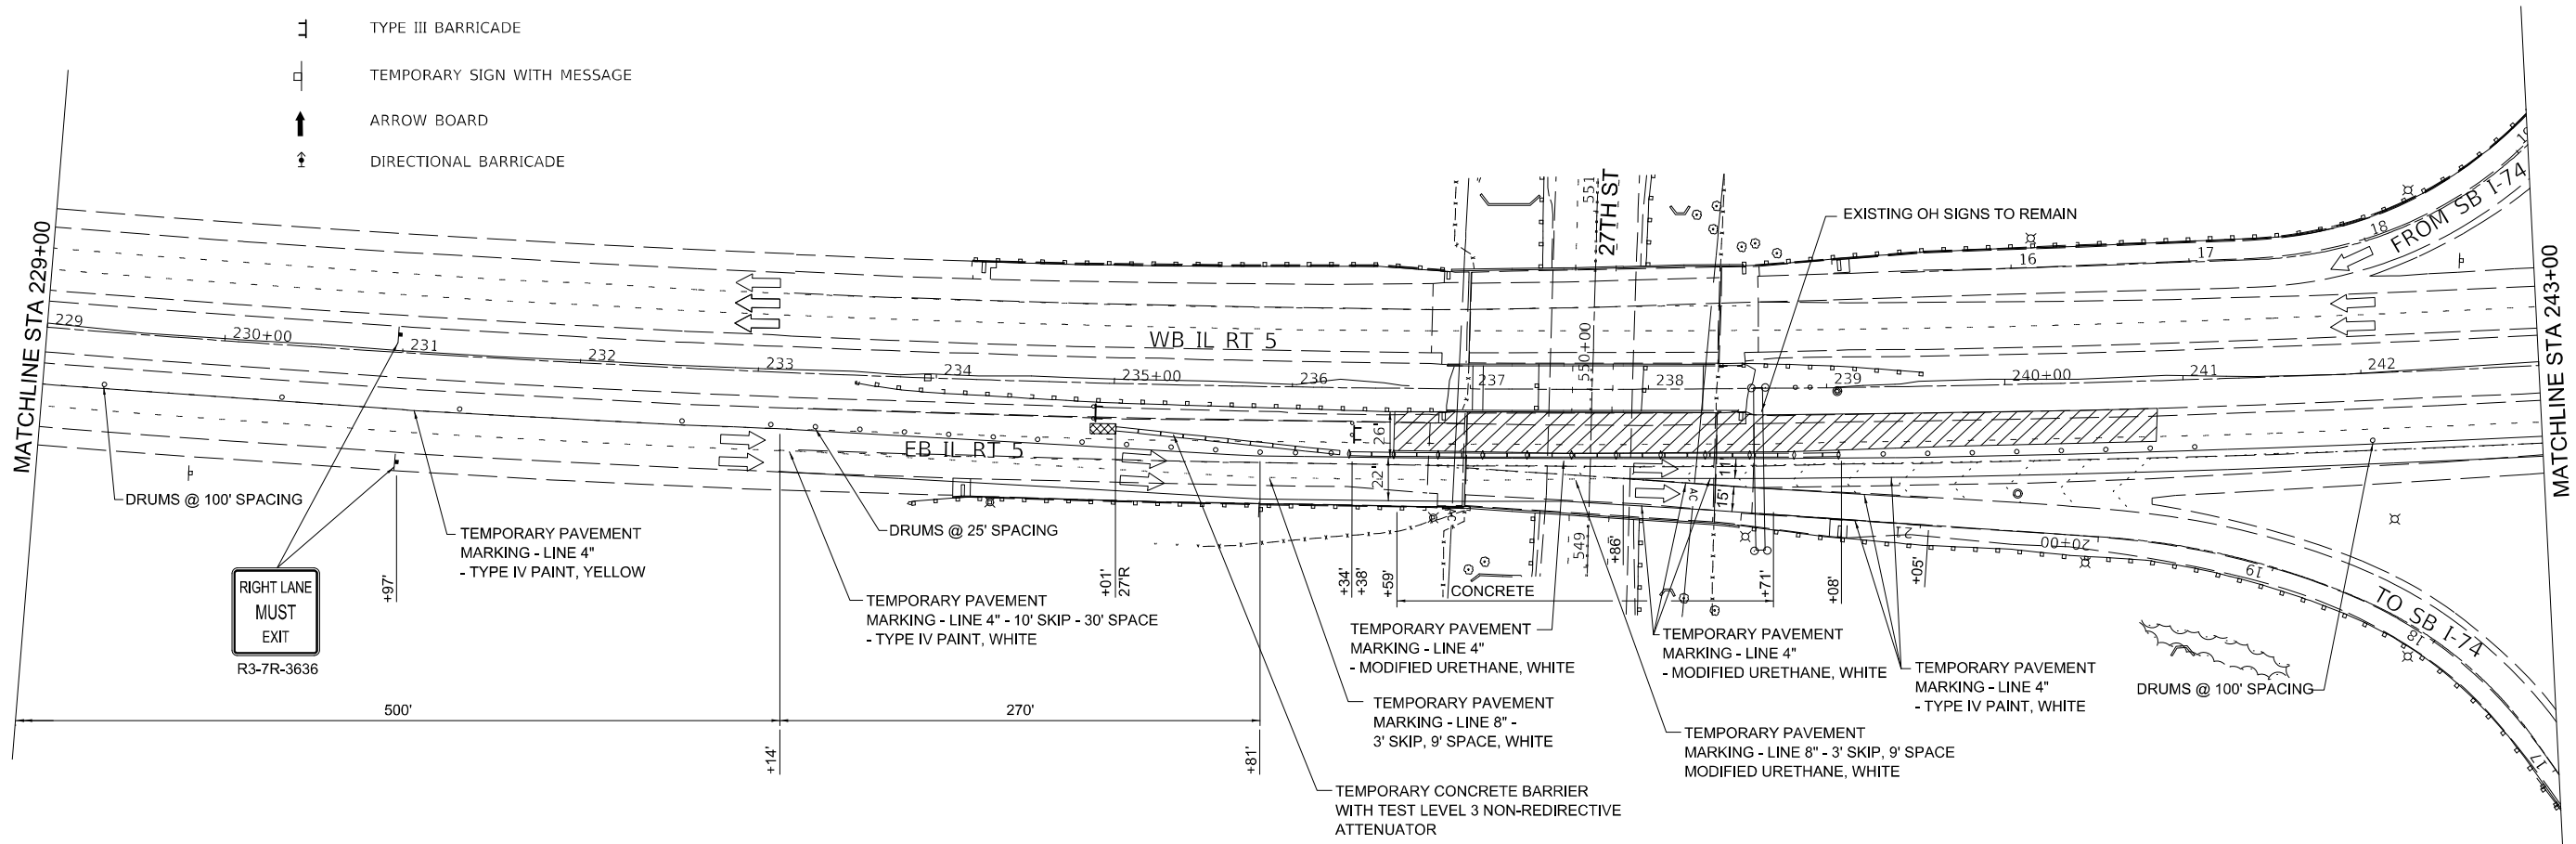 TYPE III BARRICADE
TEMPORARY SIGN WITH MESSAGE
ARROW BOARD
DIRECTIONAL BARRICADE
MATCHLINE STA 229+00
229
230+00
231
232
233
234
235+00
236
237
238
239
240+00
241
242
WB IL RT 5
EB IL RT 5
27TH ST
551
550+00
549
EXISTING OH SIGNS TO REMAIN
16
17
18
19
FROM SB I-74
MATCHLINE STA 243+00
26'
22'
11'
15'
AC
AC
21
20+00
19
18
17
TO SB I-74
DRUMS @ 100' SPACING
RIGHT LANE
MUST
EXIT
R3-7R-3636
+97'
TEMPORARY PAVEMENT
MARKING - LINE 4"
- TYPE IV PAINT, YELLOW
DRUMS @ 25' SPACING
TEMPORARY PAVEMENT
MARKING - LINE 4" - 10' SKIP - 30' SPACE
- TYPE IV PAINT, WHITE
+01'
27'R
+34'
+38'
+59'
CONCRETE
+86'
+71'
+08'
+05'
TEMPORARY PAVEMENT
MARKING - LINE 4"
- MODIFIED URETHANE, WHITE
TEMPORARY PAVEMENT
MARKING - LINE 4"
- MODIFIED URETHANE, WHITE
TEMPORARY PAVEMENT
MARKING - LINE 4"
- TYPE IV PAINT, WHITE
DRUMS @ 100' SPACING
500'
270'
+14'
+81'
TEMPORARY PAVEMENT
MARKING - LINE 8" -
3' SKIP, 9' SPACE, WHITE
TEMPORARY PAVEMENT
MARKING - LINE 8" - 3' SKIP, 9' SPACE
MODIFIED URETHANE, WHITE
TEMPORARY CONCRETE BARRIER
WITH TEST LEVEL 3 NON-REDIRECTIVE
ATTENUATOR